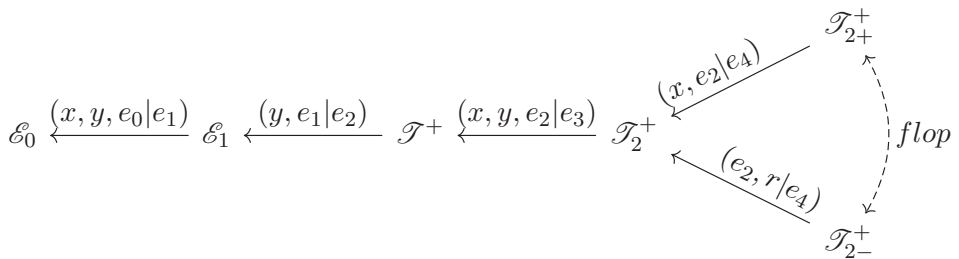 𝒯₂₊⁺
(x, e₂|e₄)
ℰ₀ (x, y, e₀|e₁) ℰ₁ (y, e₁|e₂) 𝒯⁺ (x, y, e₂|e₃) 𝒯₂⁺ flop
(e₂, r|e₄)
𝒯₂₋⁺